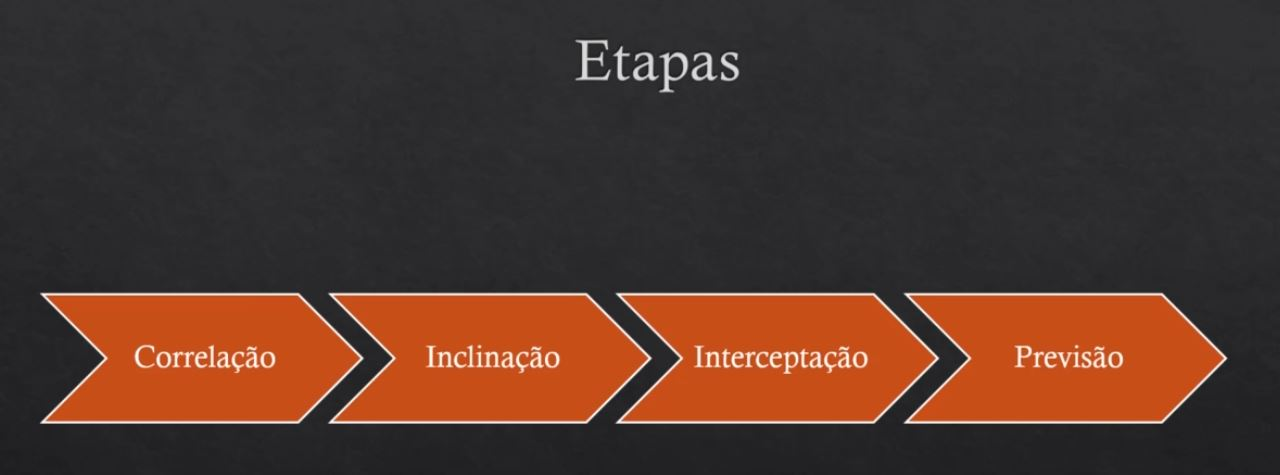 Etapas
Correlação
Inclinação
Interceptação
Previsão